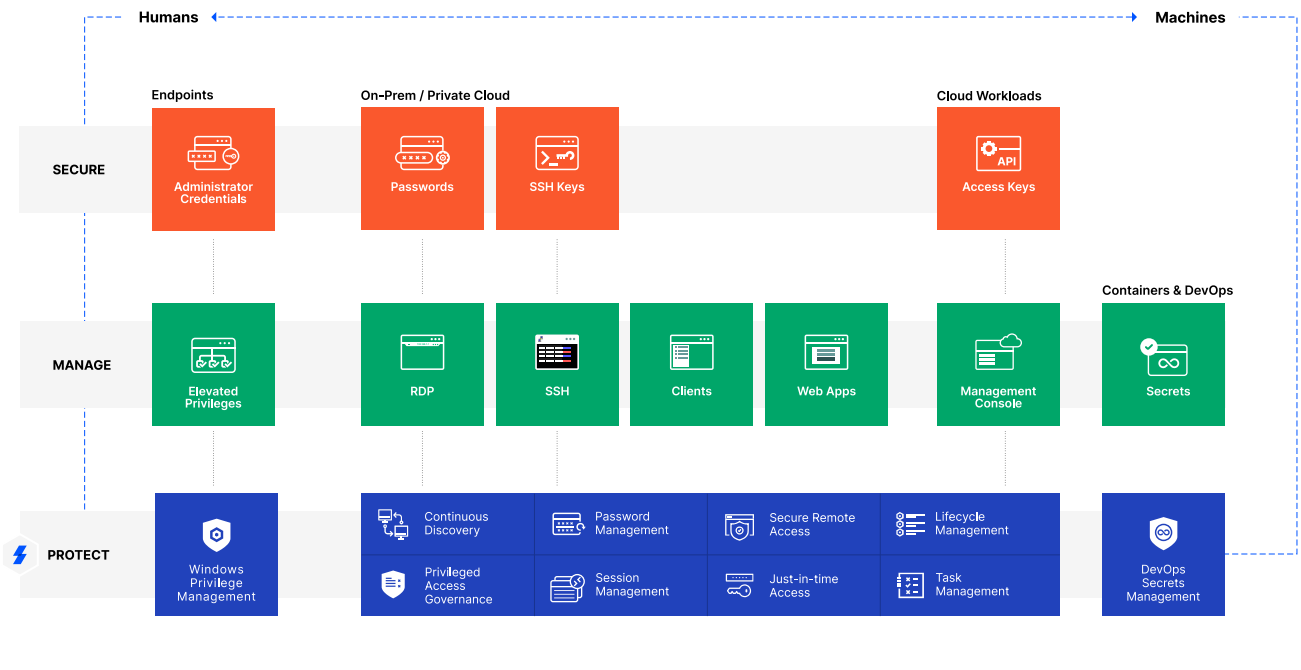 Humans
Machines
Endpoints
On-Prem / Private Cloud
Cloud Workloads
SECURE
Administrator
Credentials
Passwords
SSH Keys
API
Access Keys
Containers & DevOps
MANAGE
Elevated
Privileges
RDP
SSH
Clients
Web Apps
Management
Console
Secrets
PROTECT
Windows
Privilege
Management
Continuous
Discovery
Password
Management
Secure Remote
Access
Lifecycle
Management
Privileged
Access
Governance
Session
Management
Just-in-time
Access
Task
Management
DevOps
Secrets
Management